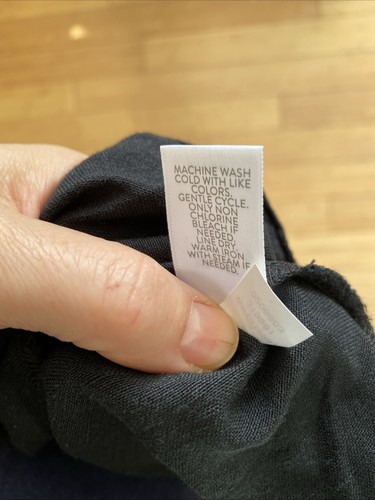 MACHINE WASH
COLD WITH LIKE
COLORS.
GENTLE CYCLE.
ONLY NON
CHLORINE
BLEACH IF
NEEDED
LINE DRY
WARM IRON
WITH STEAM IF
NEEDED.